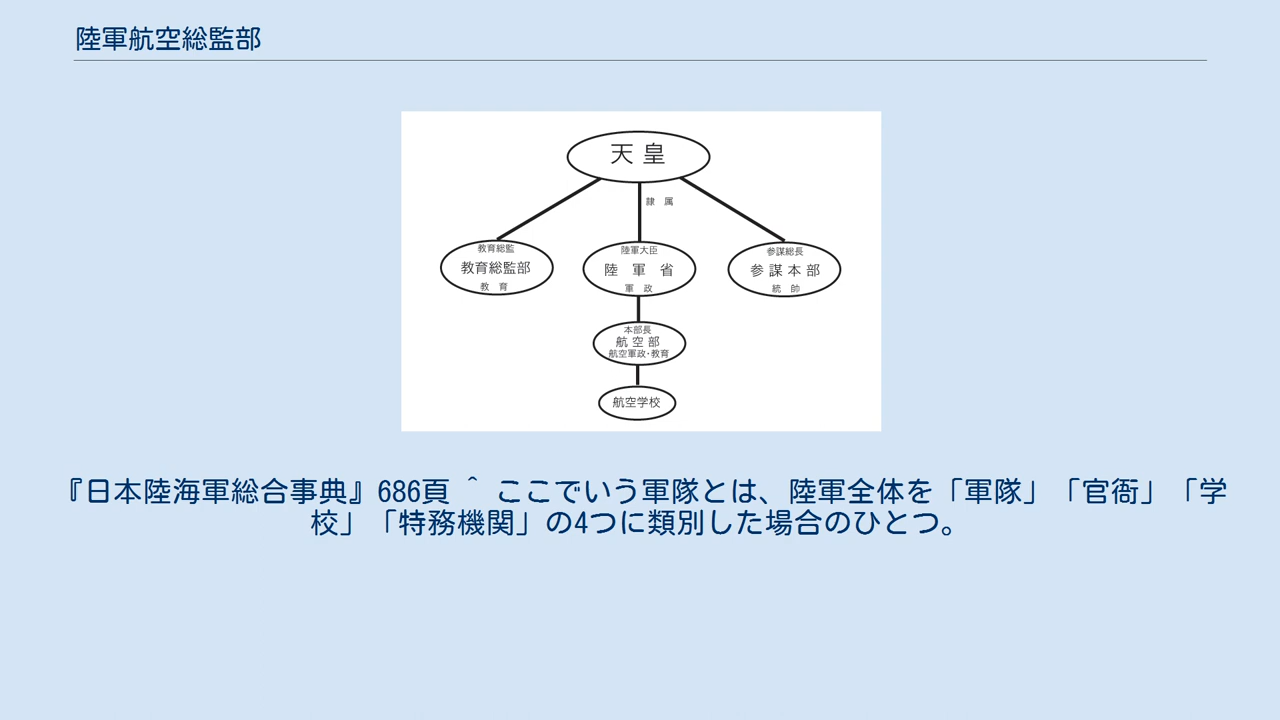 陸軍航空総監部
天皇
隷属
教育総監
教育総監部
教育
陸軍大臣
陸軍省
軍政
参謀総長
参謀本部
統帥
本部長
航空部
航空軍政・教育
航空学校
『日本陸海軍総合事典』686頁 ^ ここでいう軍隊とは、陸軍全体を「軍隊」「官衙」「学
校」「特務機関」の4つに類別した場合のひとつ。